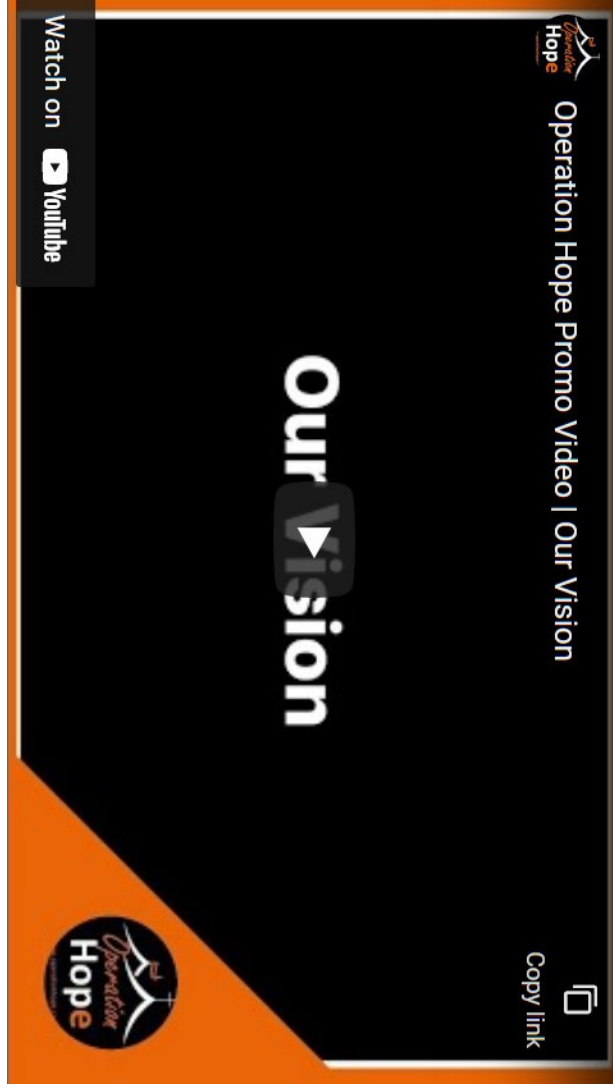 Operation
Hope
Operation Hope Promo Video | Our Vision
Copy link
Our Vision
Watch on YouTube
Operation
Hope